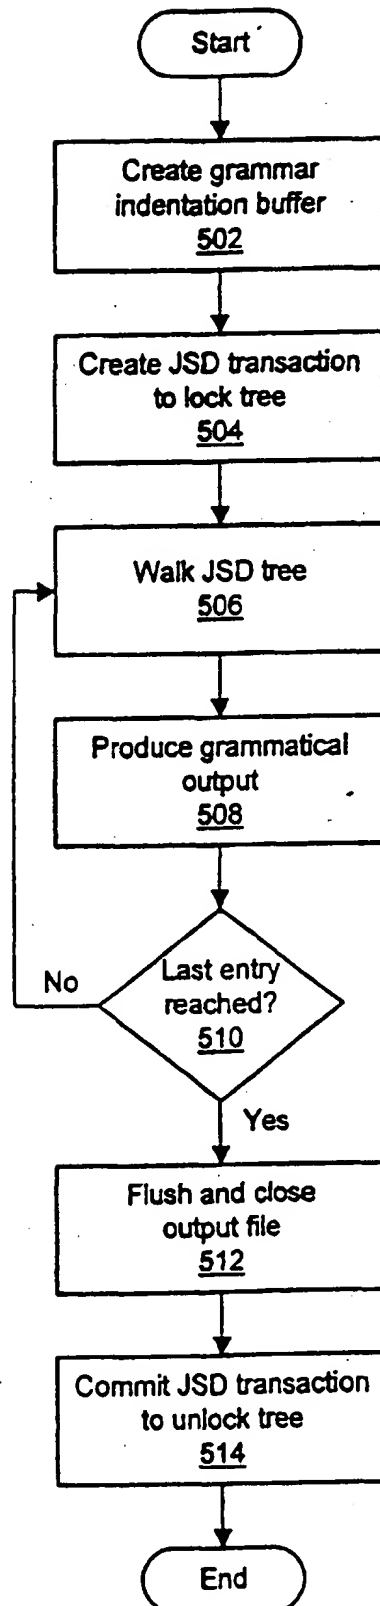 Start
Create grammar
indentation buffer
502
Create JSD transaction
to lock tree
504
Walk JSD tree
506
Produce grammatical
output
508
Last entry
reached?
510
No
Yes
Flush and close
output file
512
Commit JSD transaction
to unlock tree
514
End